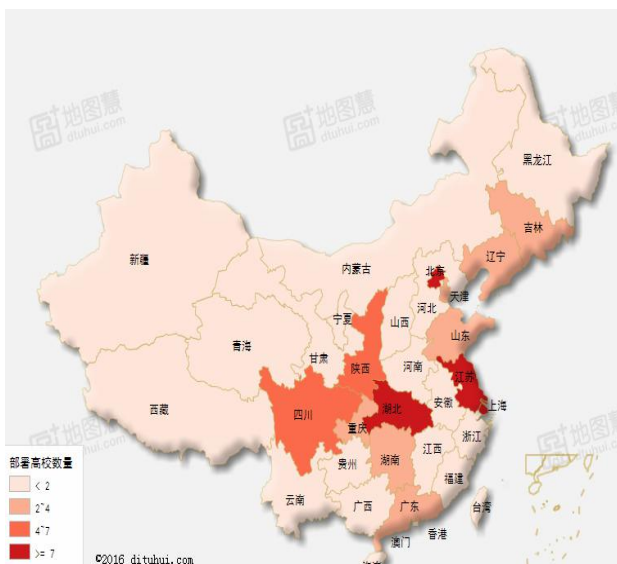 地图慧
dituhui.com
地图慧
dituhui.com
黑龙江
吉林
辽宁
新疆
内蒙古
北京
天津
河北
山西
宁夏
山东
青海
甘肃
陕西
河南
江苏
西藏
四川
重庆
湖北
安徽
上海
浙江
湖南
江西
贵州
福建
云南
广西
广东
台湾
香港
澳门
地图慧
dituhui.com
部署高校数量
< 2
2~4
4~7
>= 7
©2016 dituhui.com